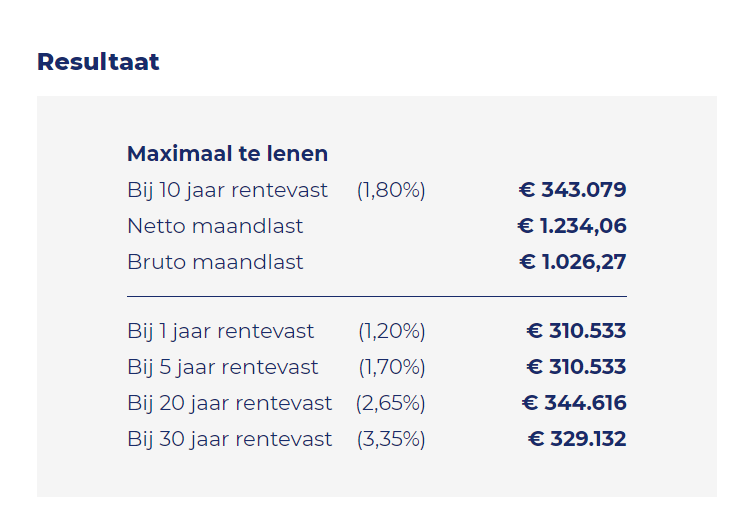 Resultaat
Maximaal te lenen
Bij 10 jaar rentevast (1,80%) € 343.079
Netto maandlast € 1.234,06
Bruto maandlast € 1.026,27
Bij 1 jaar rentevast (1,20%) € 310.533
Bij 5 jaar rentevast (1,70%) € 310.533
Bij 20 jaar rentevast (2,65%) € 344.616
Bij 30 jaar rentevast (3,35%) € 329.132